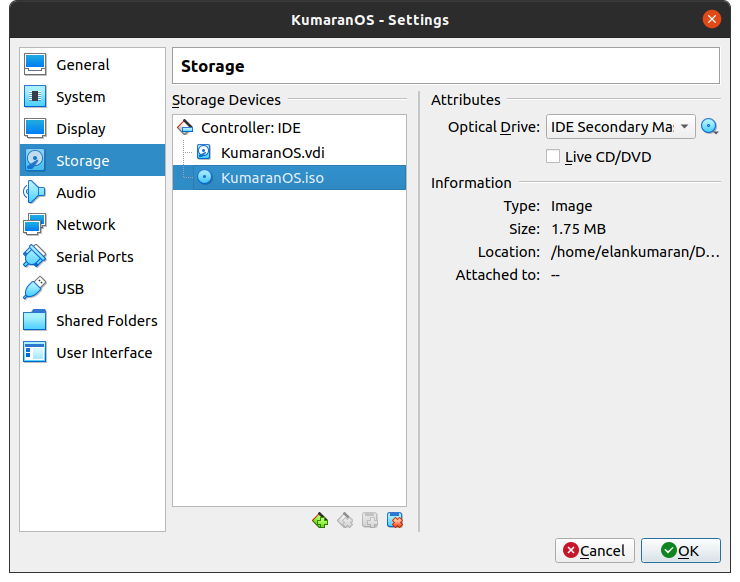 KumaranOS - Settings
General
System
Display
Storage
Audio
Network
Serial Ports
USB
Shared Folders
User Interface
Storage
Storage Devices
Controller: IDE
KumaranOS.vdi
KumaranOS.iso
Attributes
Optical Drive: IDE Secondary Ma
Live CD/DVD
Information
Type: Image
Size: 1.75 MB
Location: /home/elankumaran/D...
Attached to: --
Cancel
OK